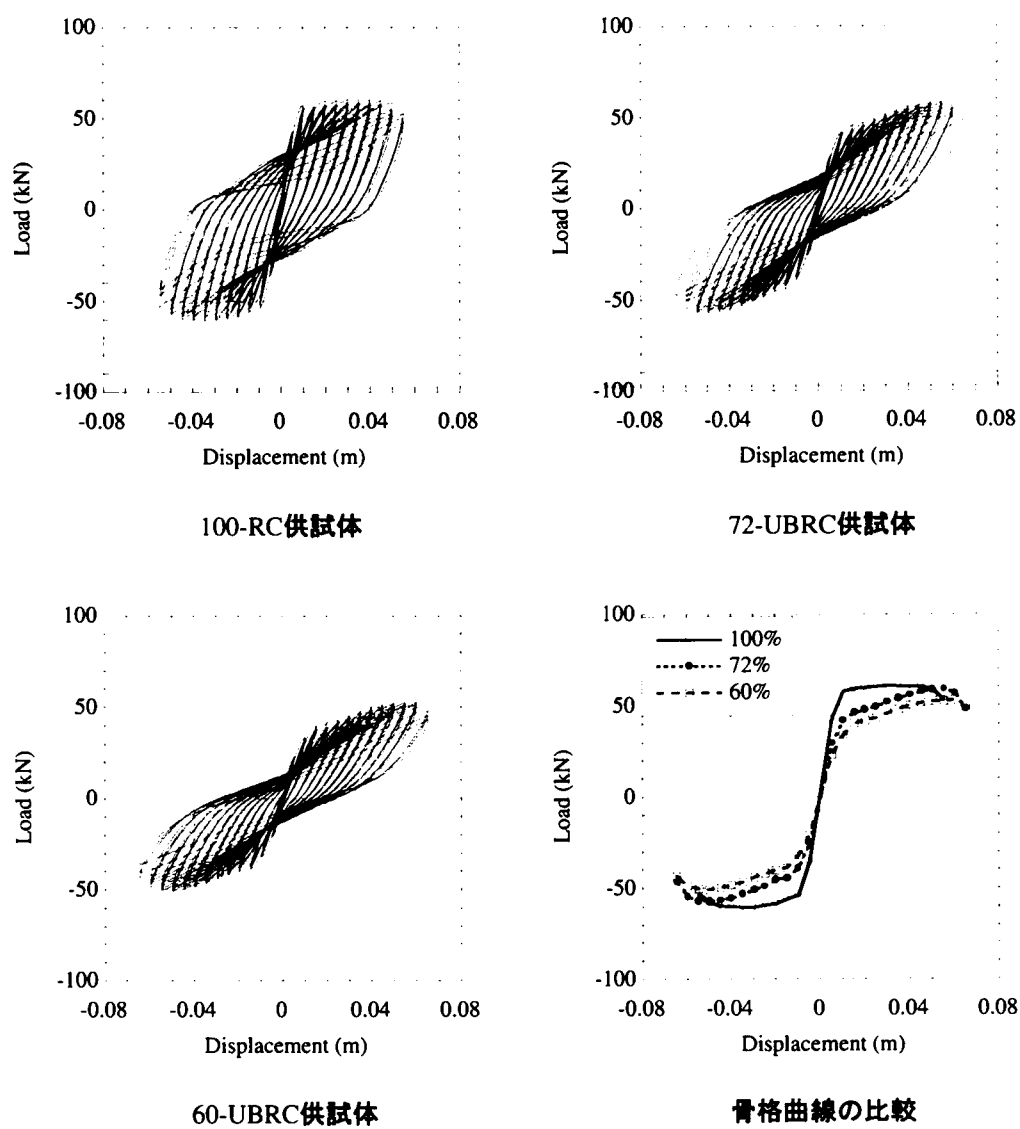 100
50
0
-50
-100
Load (kN)
-0.08 -0.04 0 0.04 0.08
Displacement (m)
100-RC供試体
100
50
0
-50
-100
Load (kN)
-0.08 -0.04 0 0.04 0.08
Displacement (m)
72-UBRC供試体
100
50
0
-50
-100
Load (kN)
-0.08 -0.04 0 0.04 0.08
Displacement (m)
60-UBRC供試体
100
50
0
-50
-100
Load (kN)
100%
72%
60%
-0.08 -0.04 0 0.04 0.08
Displacement (m)
骨格曲線の比較